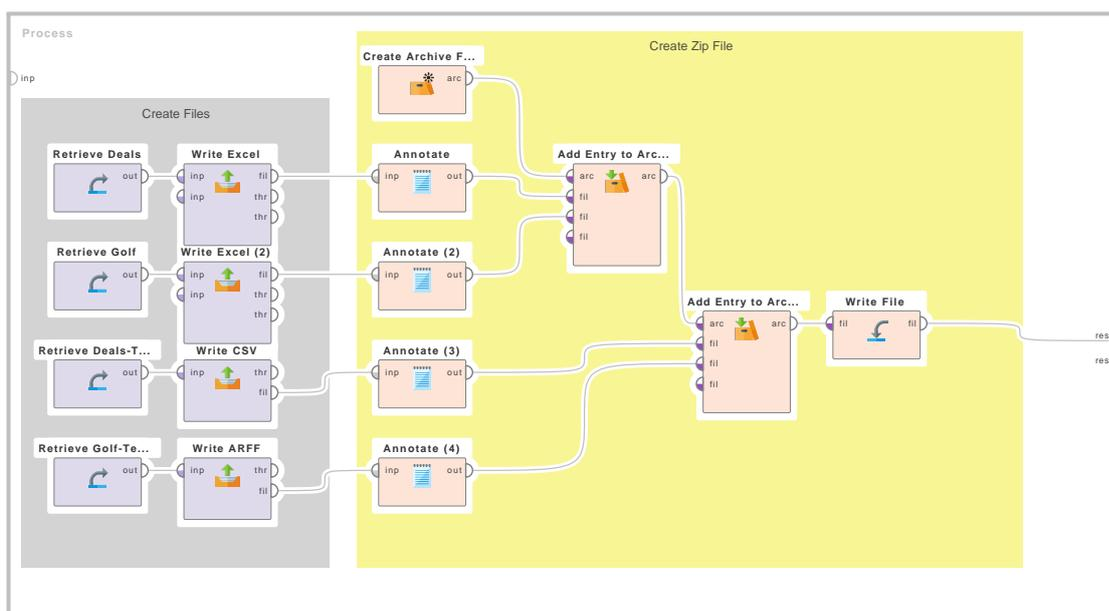 Process
inp
Create Files
Create Zip File
Create Archive F...
arc
Retrieve Deals
out
Write Excel
inp
inp
fil
thr
thr
Annotate
inp
out
Add Entry to Arc...
arc
fil
fil
fil
arc
Retrieve Golf
out
Write Excel (2)
inp
inp
fil
thr
thr
Annotate (2)
inp
out
Add Entry to Arc...
arc
fil
fil
fil
arc
Write File
fil
fil
res
res
Retrieve Deals-T...
out
Write CSV
inp
thr
fil
Annotate (3)
inp
out
Retrieve Golf-Te...
out
Write ARFF
inp
thr
fil
Annotate (4)
inp
out